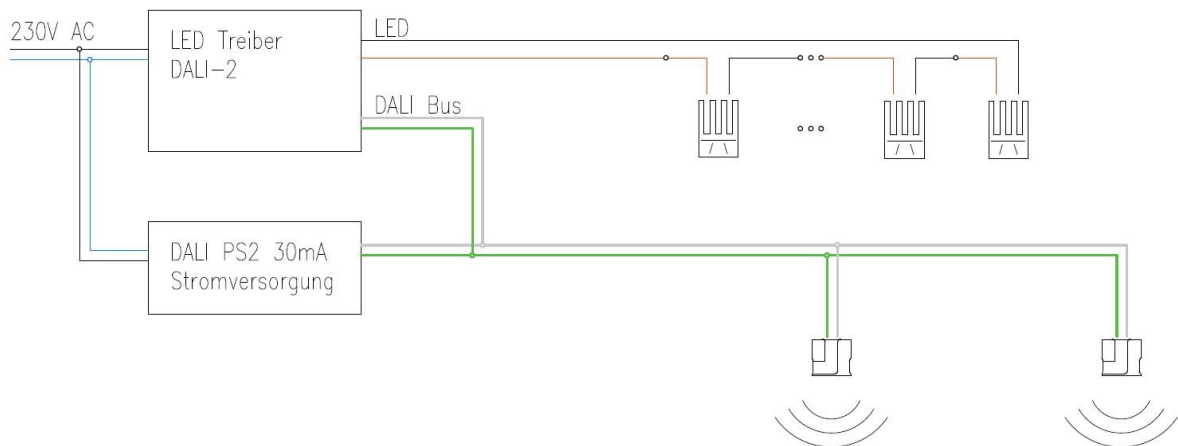 230V AC
LED Treiber
DALI-2
LED
DALI Bus
DALI PS2 30mA
Stromversorgung